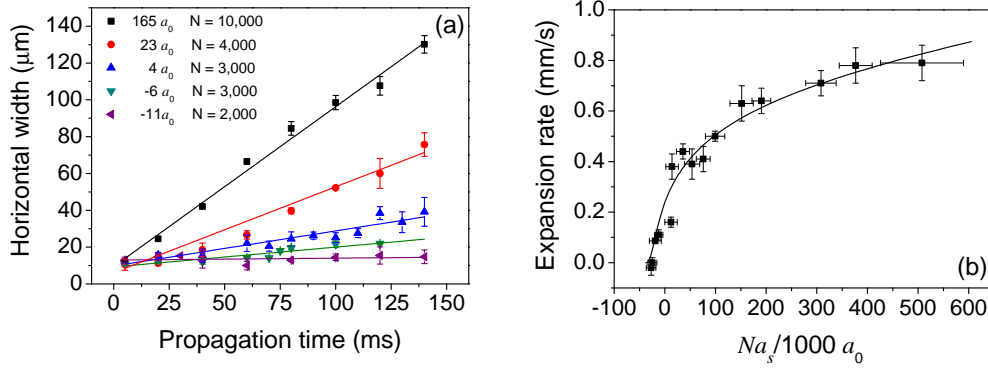 (a)
165 a₀ N = 10,000
23 a₀ N = 4,000
4 a₀ N = 3,000
-6 a₀ N = 3,000
-11a₀ N = 2,000
Horizontal width (μm)
140
120
100
80
60
40
20
0
0 25 50 75 100 125 150
Propagation time (ms)
(b)
Expansion rate (mm/s)
1.0
0.8
0.6
0.4
0.2
0.0
-100 0 100 200 300 400 500 600
Naₛ/1000 a₀